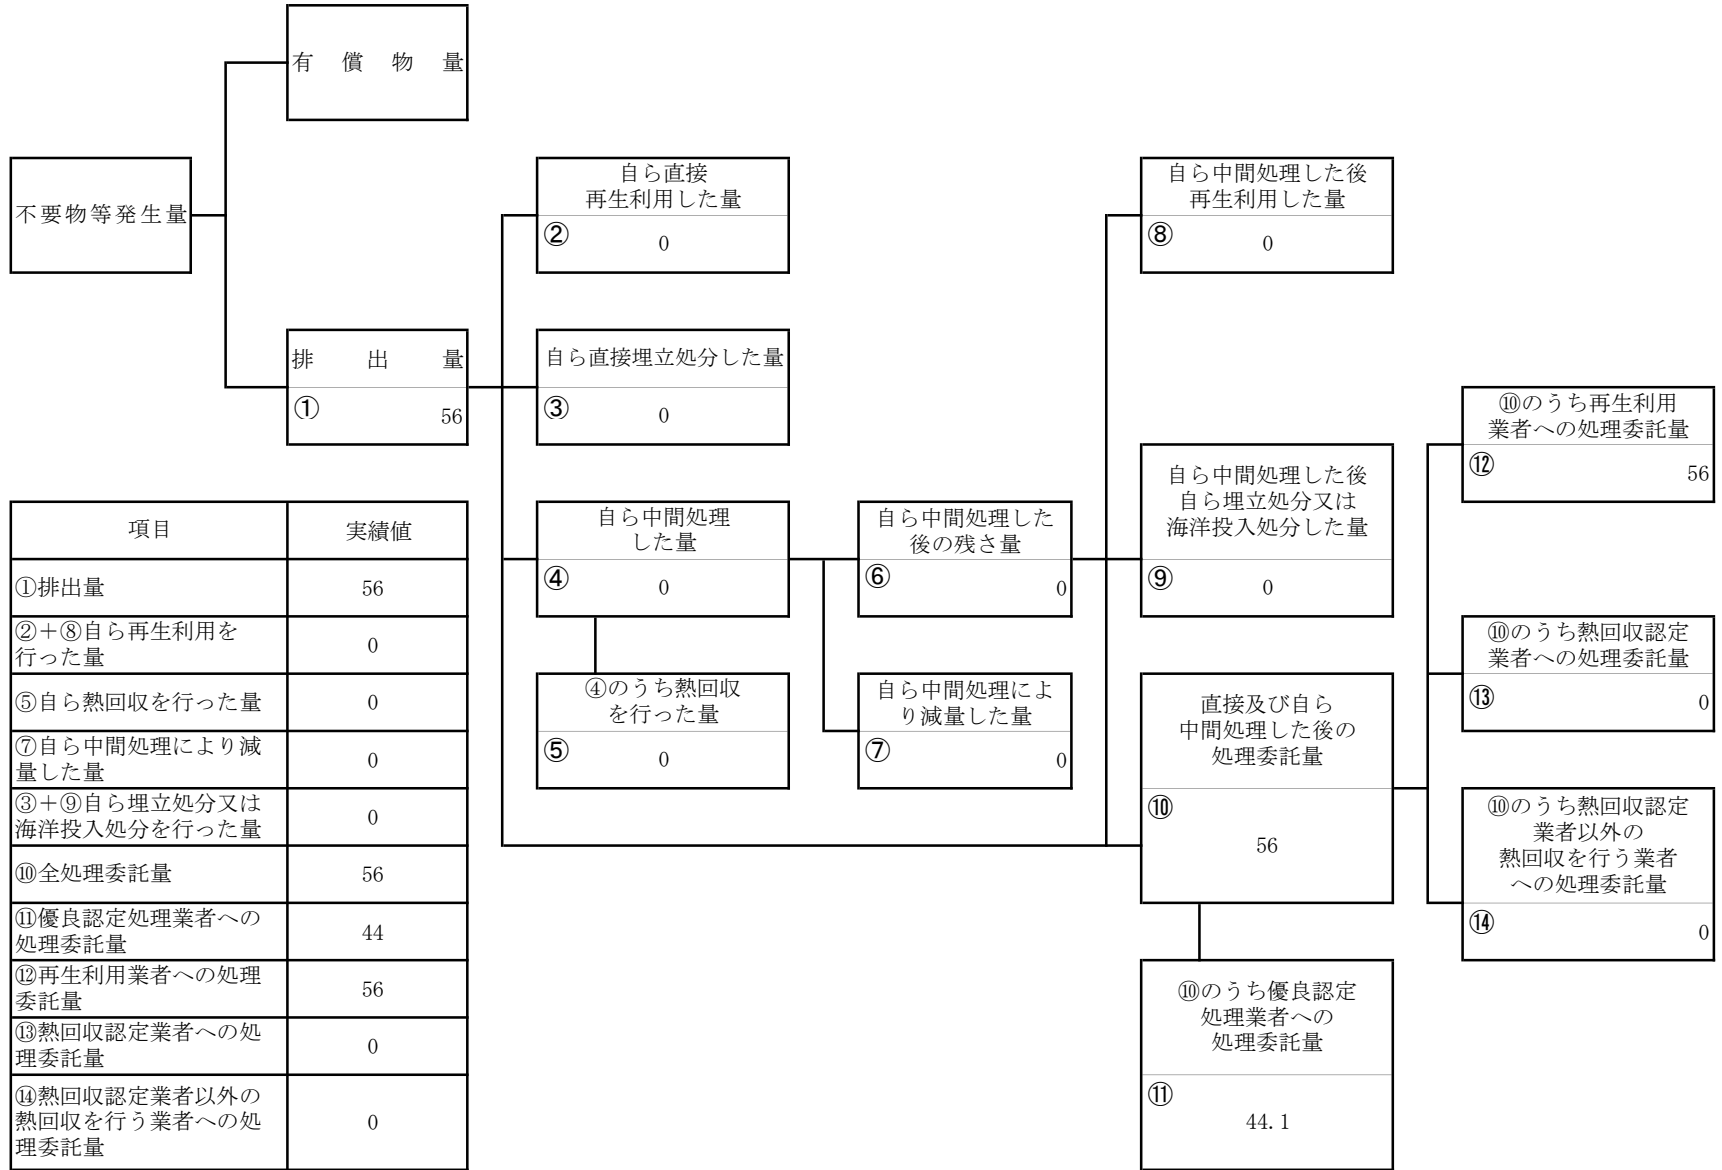 有償物量
不要物等発生量
排出量
① 56
自ら直接
再生利用した量
② 0
自ら直接埋立処分した量
③ 0
自ら中間処理
した量
④ 0
④のうち熱回収
を行った量
⑤ 0
自ら中間処理した
後の残さ量
⑥ 0
自ら中間処理によ
り減量した量
⑦ 0
自ら中間処理した後
再生利用した量
⑧ 0
自ら中間処理した後
自ら埋立処分又は
海洋投入処分した量
⑨ 0
直接及び自ら
中間処理した後の
処理委託量
⑩
56
⑩のうち優良認定
処理業者への
処理委託量
⑪
44.1
⑩のうち再生利用
業者への処理委託量
⑫ 56
⑩のうち熱回収認定
業者への処理委託量
⑬ 0
⑩のうち熱回収認定
業者以外の
熱回収を行う業者
への処理委託量
⑭ 0
項目 実績値
①排出量 56
②+⑧自ら再生利用を
行った量 0
⑤自ら熱回収を行った量 0
⑦自ら中間処理により減
量した量 0
③+⑨自ら埋立処分又は
海洋投入処分を行った量 0
⑩全処理委託量 56
⑪優良認定処理業者への
処理委託量 44
⑫再生利用業者への処理
委託量 56
⑬熱回収認定業者への処
理委託量 0
⑭熱回収認定業者以外の
熱回収を行う業者への処
理委託量 0